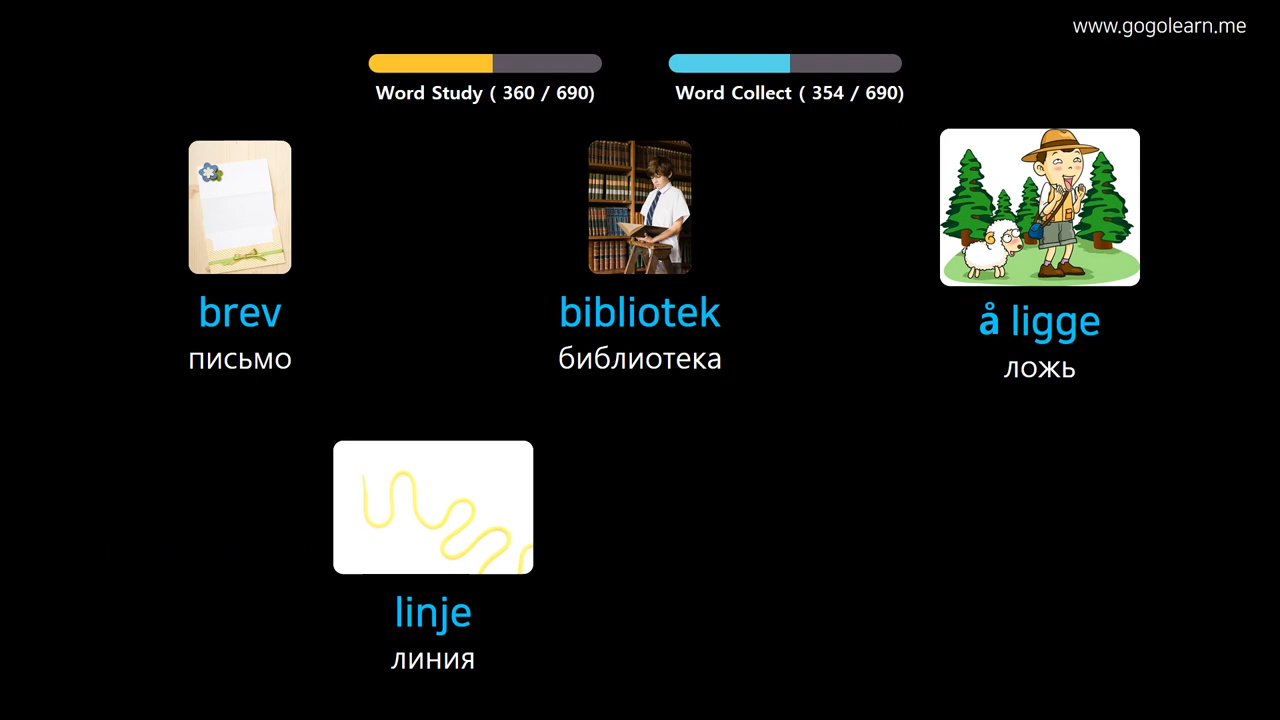 www.gogolearn.me
Word Study ( 360 / 690)
Word Collect ( 354 / 690)
brev
письмо
bibliotek
библиотека
å ligge
ложь
linje
линия